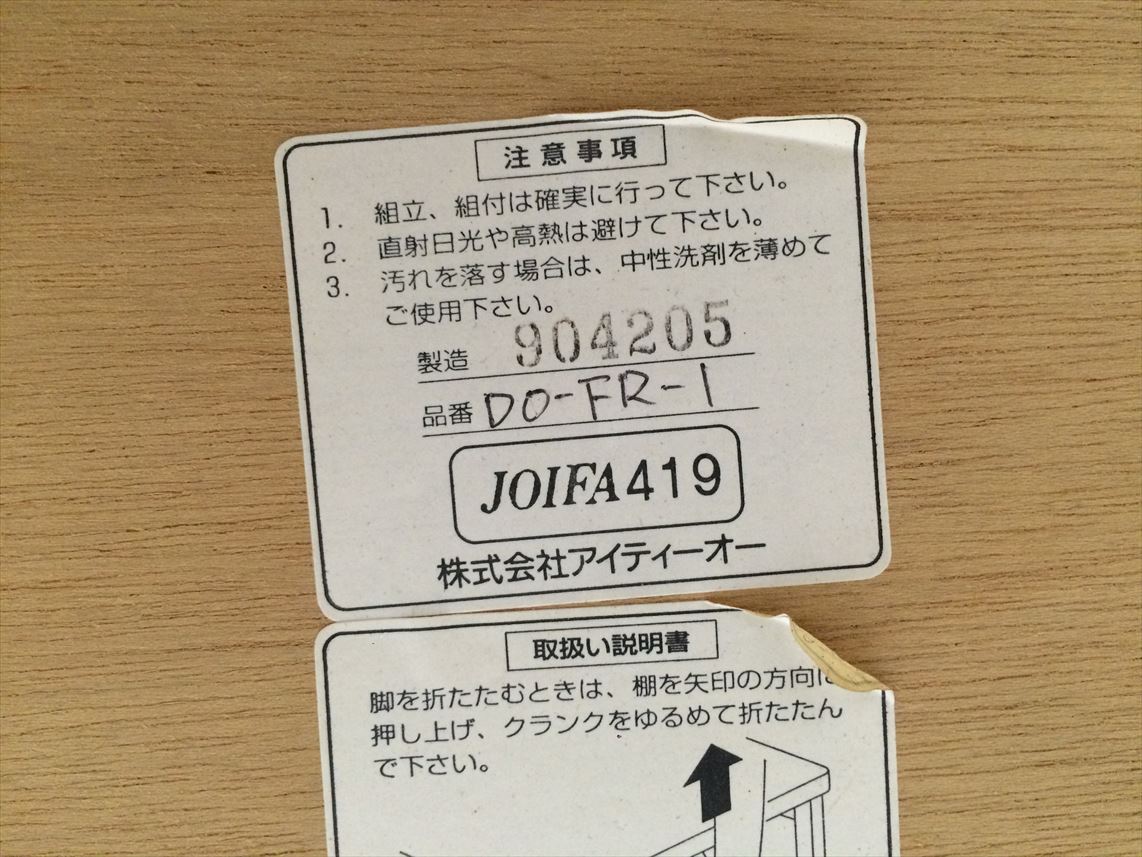 注意事項
1. 組立、組付は確実に行って下さい。
2. 直射日光や高熱は避けて下さい。
3. 汚れを落す場合は、中性洗剤を薄めて
ご使用下さい。
製造 904205
品番 DO-FR-1
JOIFA419
株式会社アイティーオー
取扱い説明書
脚を折たたむときは、棚を矢印の方向に
押し上げ、クランクをゆるめて折たたん
で下さい。